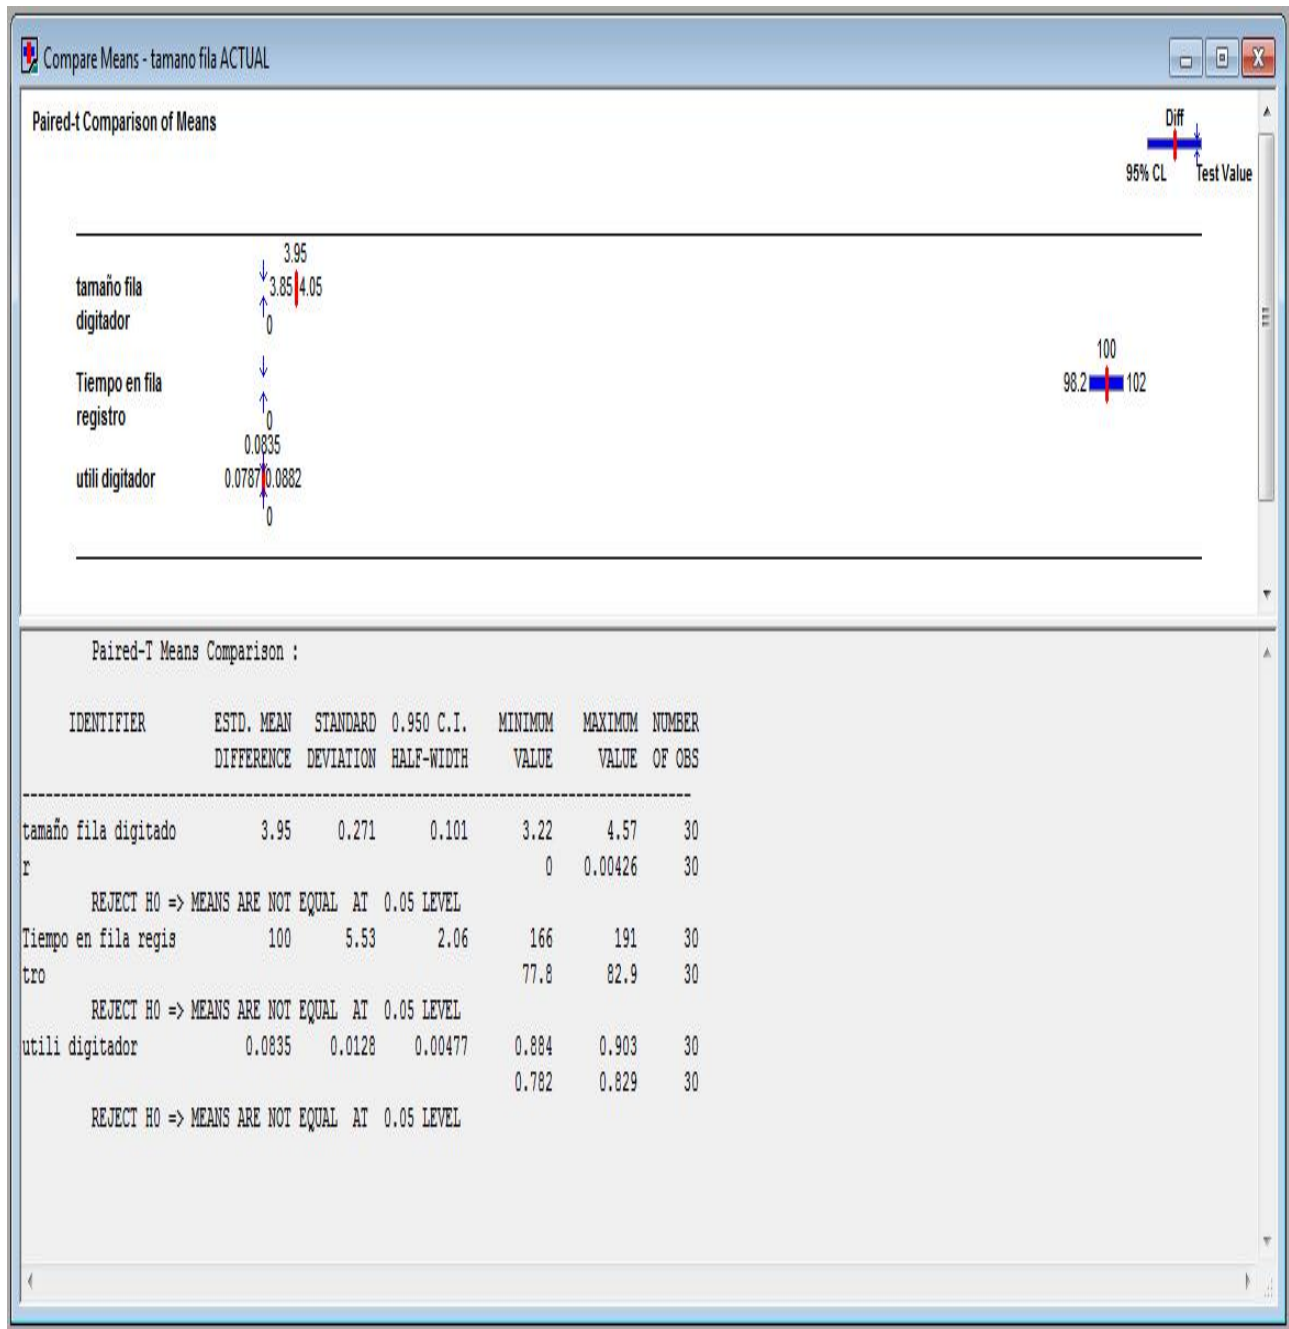 Compare Means - tamano fila ACTUAL
Paired-t Comparison of Means
Diff
95% CL Test Value
3.95
tamaño fila 3.85 4.05
digitador 0
100
Tiempo en fila 98.2 102
registro 0
0.0835
utili digitador 0.0787 0.0882
0
Paired-T Means Comparison :
IDENTIFIER ESTD. MEAN STANDARD 0.950 C.I. MINIMUM MAXIMUM NUMBER
DIFFERENCE DEVIATION HALF-WIDTH VALUE VALUE OF OBS
tamaño fila digitado 3.95 0.271 0.101 3.22 4.57 30
r 0 0.00426 30
REJECT H0 => MEANS ARE NOT EQUAL AT 0.05 LEVEL
Tiempo en fila regis 100 5.53 2.06 166 191 30
tro 77.8 82.9 30
REJECT H0 => MEANS ARE NOT EQUAL AT 0.05 LEVEL
utili digitador 0.0835 0.0128 0.00477 0.884 0.903 30
0.782 0.829 30
REJECT H0 => MEANS ARE NOT EQUAL AT 0.05 LEVEL